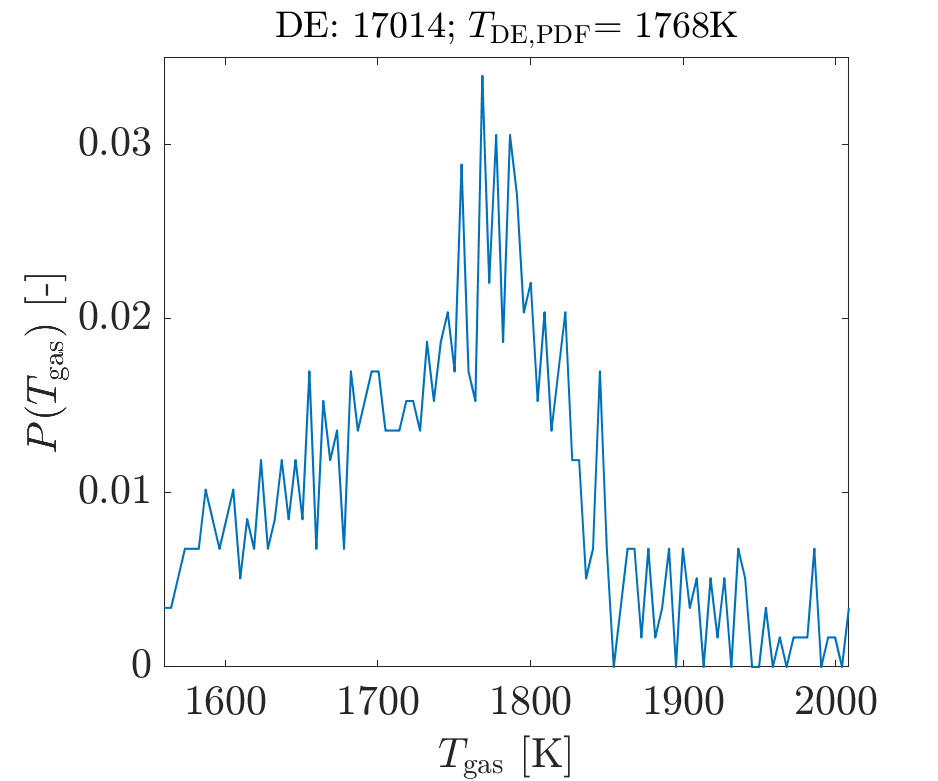 DE: 17014; T_DE,PDF= 1768K
0.03
0.02
0.01
0
P(T_gas) [-]
1600 1700 1800 1900 2000
T_gas [K]